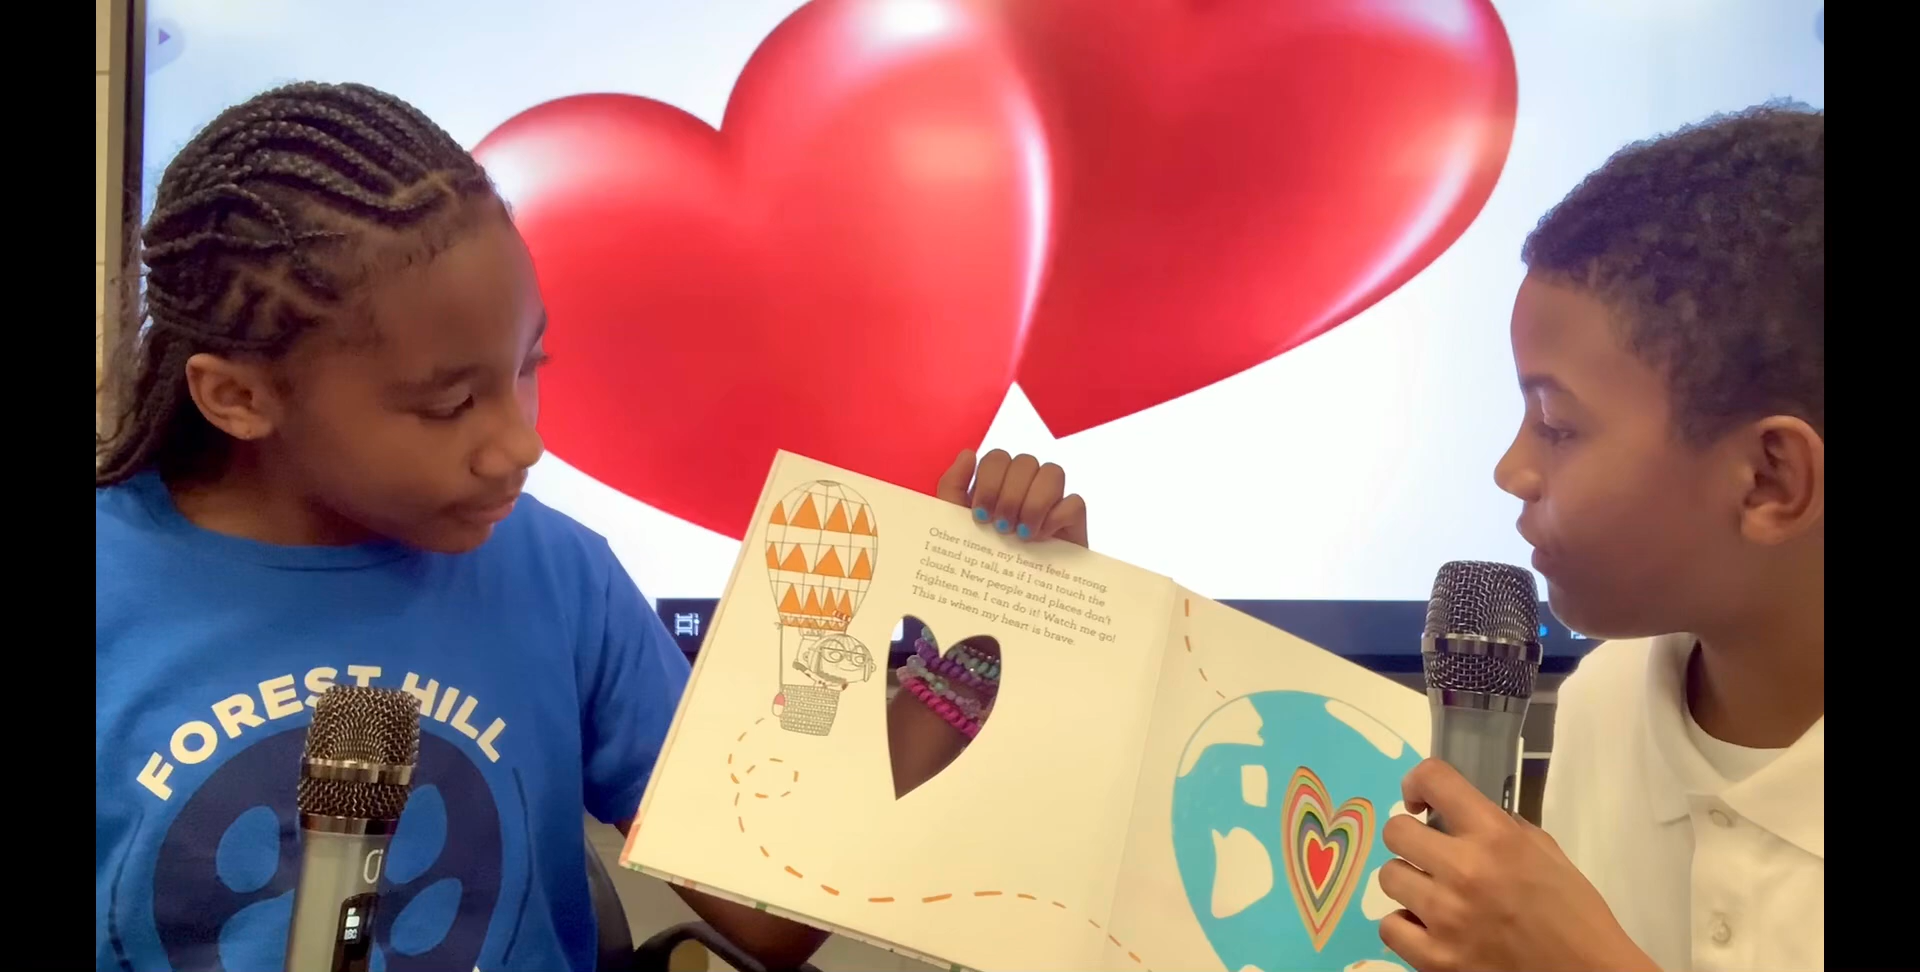 FOREST HILL
Other times, my heart feels strong.
I stand up tall, as if I can touch the
clouds. New people and places don't
frighten me. I can do it! Watch me go!
This is when my heart is brave.